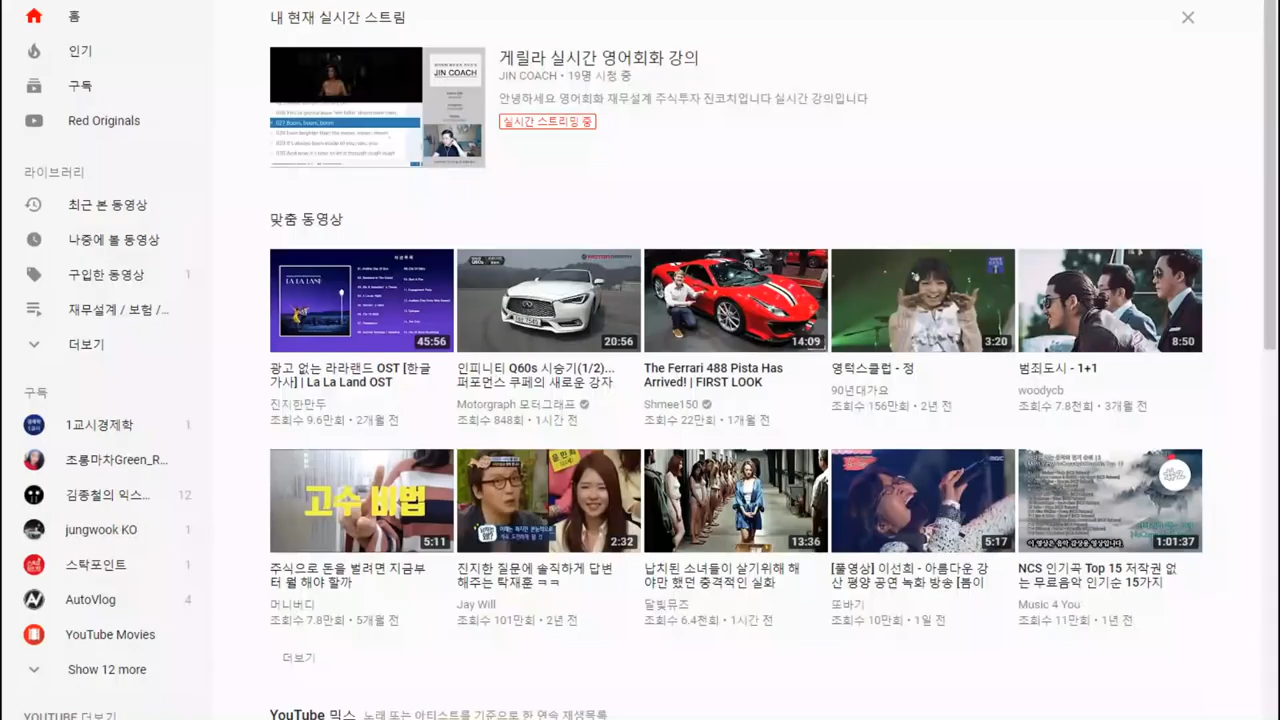 홈
인기
구독
Red Originals
라이브러리
최근 본 동영상
나중에 볼 동영상
구입한 동영상 1
재무설계 / 보험 /...
더보기
구독
1교시경제학 1
초롱마차Green_R...
김종철의 믹스... 12
jungwook KO 1
스탁포인트 1
AutoVlog 4
YouTube Movies
Show 12 more
YOUTUBE 더보기
내 현재 실시간 스트림
JIN COACH
게릴라 실시간 영어회화 강의
JIN COACH • 19명 시청 중
안녕하세요 영어회화 재무설계 주식투자 진코치입니다 실시간 강의입니다
실시간 스트리밍 중
맞춤 동영상
LA LA LAND
45:56
광고 없는 라라랜드 OST [한글
가사] | La La Land OST
진지한만두
조회수 9.6만회 • 2개월 전
20:56
인피니티 Q60s 시승기(1/2)...
퍼포먼스 쿠페의 새로운 강자
Motorgraph 모터그래프
조회수 848회 • 1시간 전
14:09
The Ferrari 488 Pista Has
Arrived! | FIRST LOOK
Shmee150
조회수 22만회 • 1개월 전
3:20
영턱스클럽 - 정
90년대가요
조회수 156만회 • 2년 전
8:50
범죄도시 - 1+1
woodycb
조회수 7.8천회 • 3개월 전
고수 비법
5:11
주식으로 돈을 벌려면 지금부
터 뭘 해야 할까
머니버디
조회수 7.8만회 • 5개월 전
2:32
진지한 질문에 솔직하게 답변
해주는 탁재훈 ㅋㅋ
Jay Will
조회수 101만회 • 2년 전
13:36
납치된 소녀들이 살기위해 해
야만 했던 충격적인 실화
달빛뮤즈
조회수 6.4천회 • 1시간 전
MBC
5:17
[풀영상] 이선희 - 아름다운 강
산 평양 공연 녹화 방송 [봄이
또바기
조회수 10만회 • 1일 전
이 영상은 음악 감상용 영상입니다.
1:01:37
NCS 인기곡 Top 15 저작권 없
는 무료음악 인기순 15가지
Music 4 You
조회수 11만회 • 1년 전
더보기
YouTube 믹스 노래 또는 아티스트를 기준으로 한 연속 재생목록